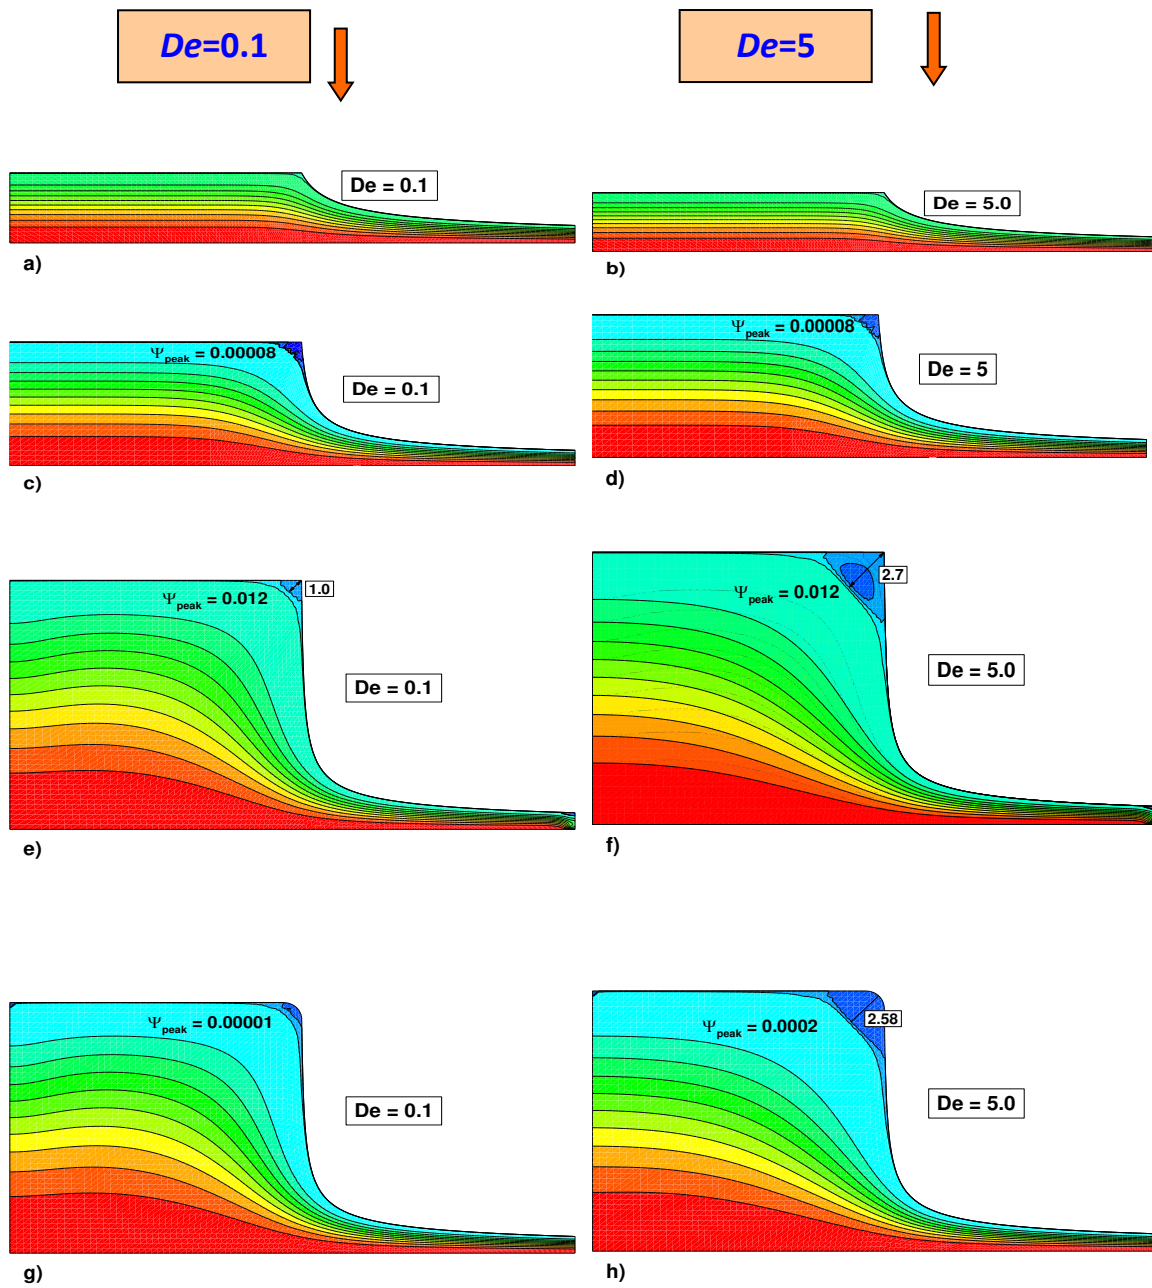 De=0.1
De=5
De = 0.1
De = 5.0
a)
b)
Ψpeak = 0.00008
De = 0.1
Ψpeak = 0.00008
De = 5
c)
d)
1.0
Ψpeak = 0.012
De = 0.1
2.7
Ψpeak = 0.012
De = 5.0
e)
f)
Ψpeak = 0.00001
De = 0.1
2.58
Ψpeak = 0.0002
De = 5.0
g)
h)